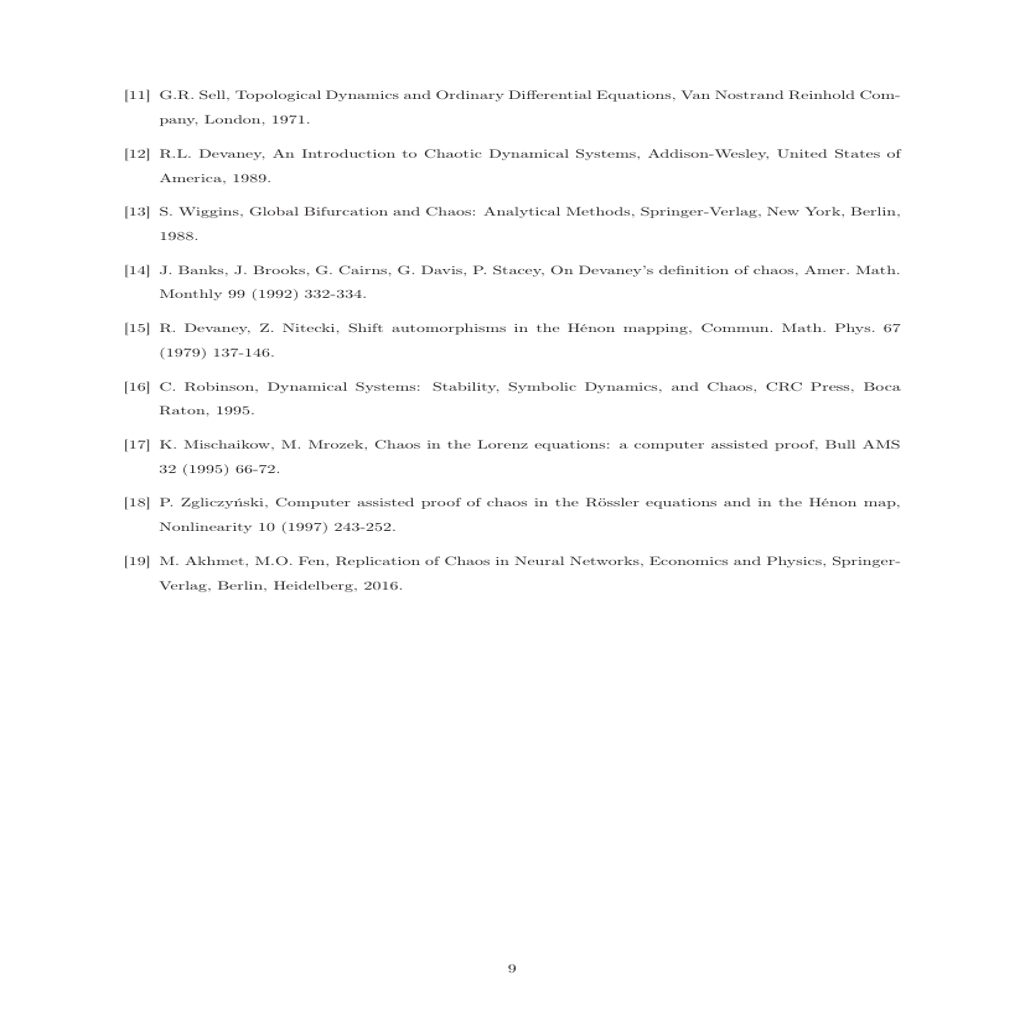 [11] G.R. Sell, Topological Dynamics and Ordinary Differential Equations, Van Nostrand Reinhold Com-
pany, London, 1971.
[12] R.L. Devaney, An Introduction to Chaotic Dynamical Systems, Addison-Wesley, United States of
America, 1989.
[13] S. Wiggins, Global Bifurcation and Chaos: Analytical Methods, Springer-Verlag, New York, Berlin,
1988.
[14] J. Banks, J. Brooks, G. Cairns, G. Davis, P. Stacey, On Devaney's definition of chaos, Amer. Math.
Monthly 99 (1992) 332-334.
[15] R. Devaney, Z. Nitecki, Shift automorphisms in the Hénon mapping, Commun. Math. Phys. 67
(1979) 137-146.
[16] C. Robinson, Dynamical Systems: Stability, Symbolic Dynamics, and Chaos, CRC Press, Boca
Raton, 1995.
[17] K. Mischaikow, M. Mrozek, Chaos in the Lorenz equations: a computer assisted proof, Bull AMS
32 (1995) 66-72.
[18] P. Zgliczyński, Computer assisted proof of chaos in the Rössler equations and in the Hénon map,
Nonlinearity 10 (1997) 243-252.
[19] M. Akhmet, M.O. Fen, Replication of Chaos in Neural Networks, Economics and Physics, Springer-
Verlag, Berlin, Heidelberg, 2016.
9